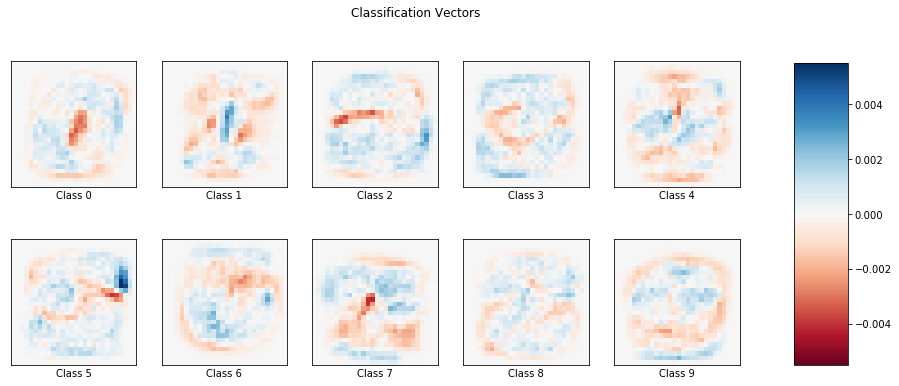 Classification Vectors
Class 0
Class 1
Class 2
Class 3
Class 4
Class 5
Class 6
Class 7
Class 8
Class 9
0.004
0.002
0.000
−0.002
−0.004